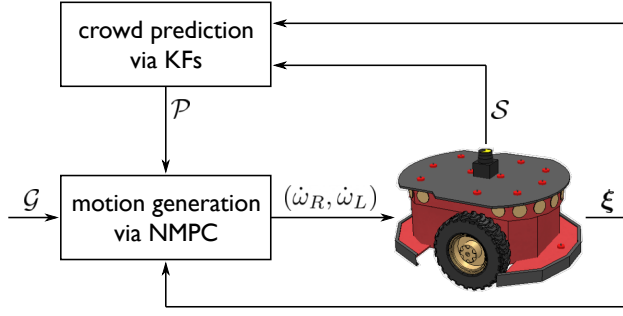 crowd prediction
via KFs
𝒫
𝒮
𝒢
motion generation
via NMPC
(ω̇_R, ω̇_L)
ξ